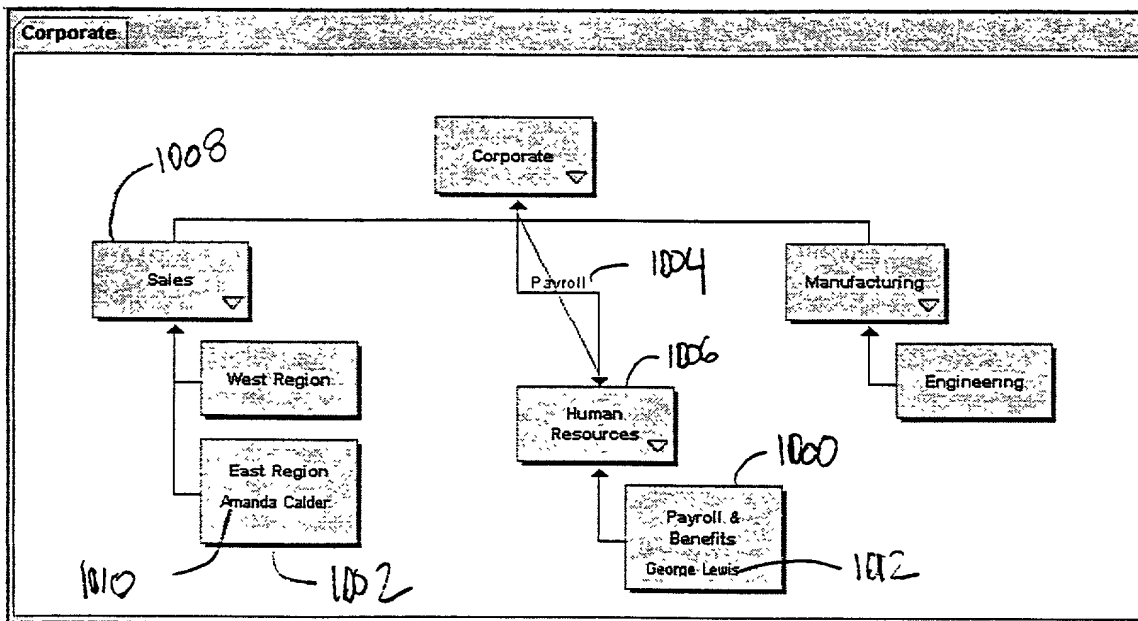 Corporate
Corporate
1008
Sales
Payroll
1004
Manufacturing
1006
West Region
Human
Resources
Engineering
East Region
Amanda Calder
1000
Payroll &
Benefits
George Lewis
1010
1002
1012